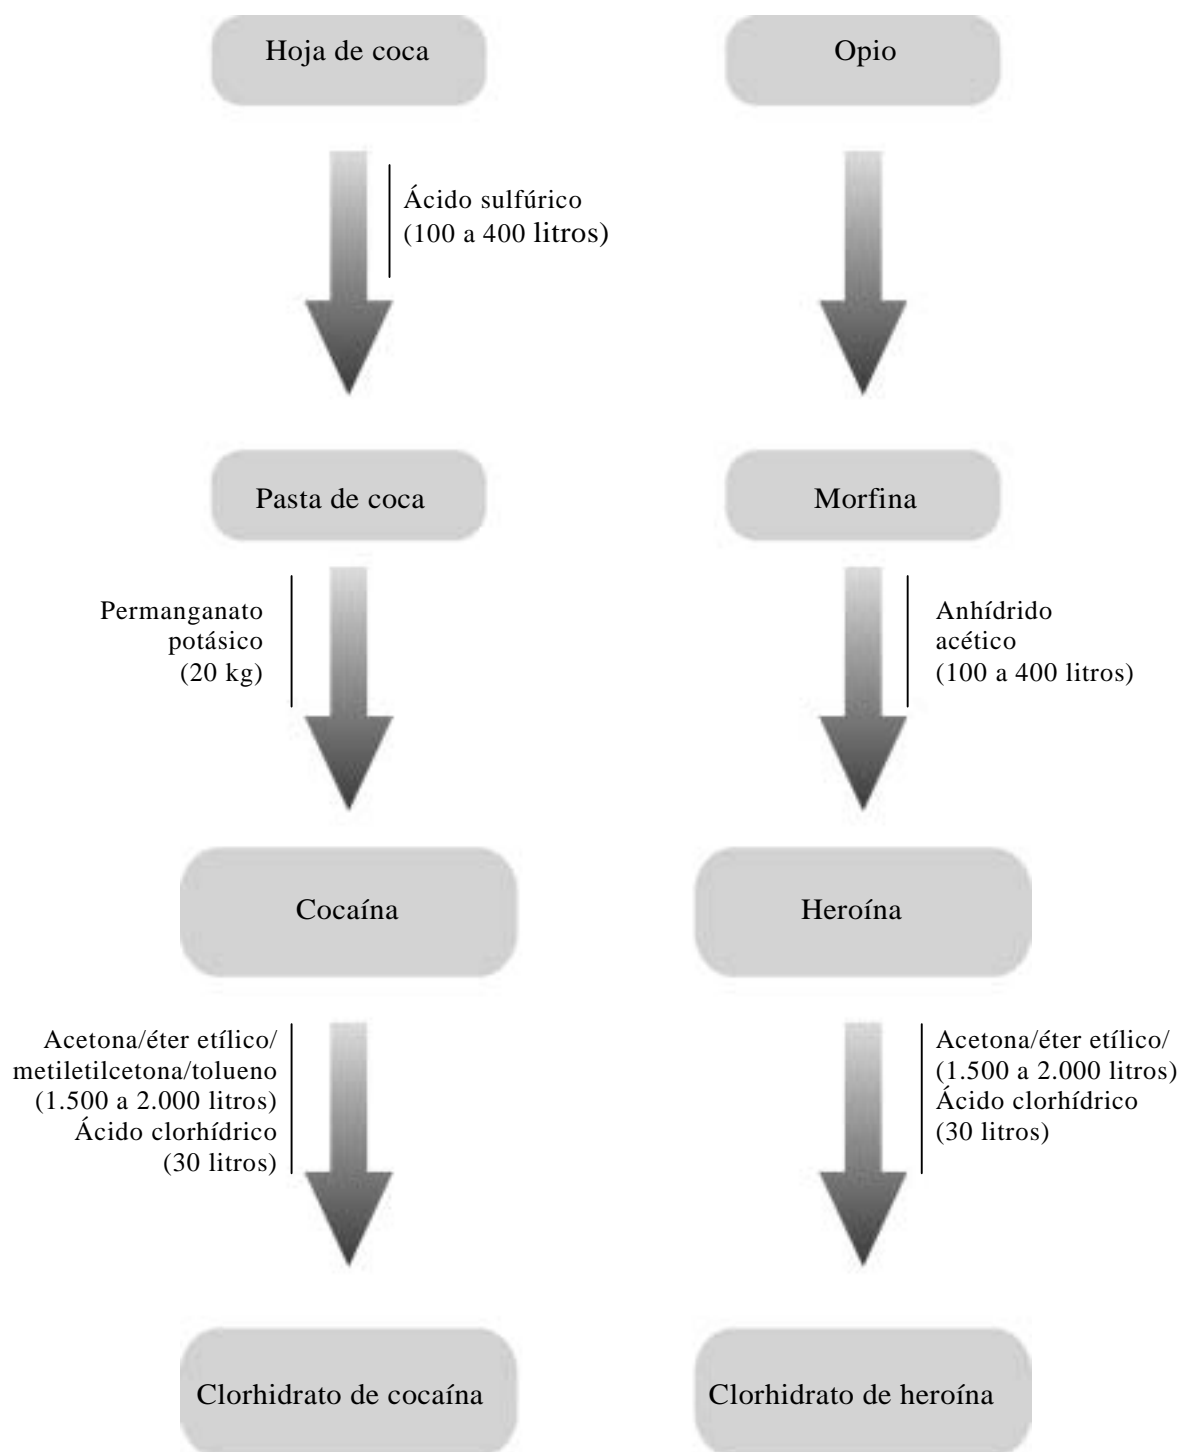 Hoja de coca
Opio
Ácido sulfúrico
(100 a 400 litros)
Pasta de coca
Morfina
Permanganato
potásico
(20 kg)
Anhídrido
acético
(100 a 400 litros)
Cocaína
Heroína
Acetona/éter etílico/
metiletilcetona/tolueno
(1.500 a 2.000 litros)
Ácido clorhídrico
(30 litros)
Acetona/éter etílico/
(1.500 a 2.000 litros)
Ácido clorhídrico
(30 litros)
Clorhidrato de cocaína
Clorhidrato de heroína